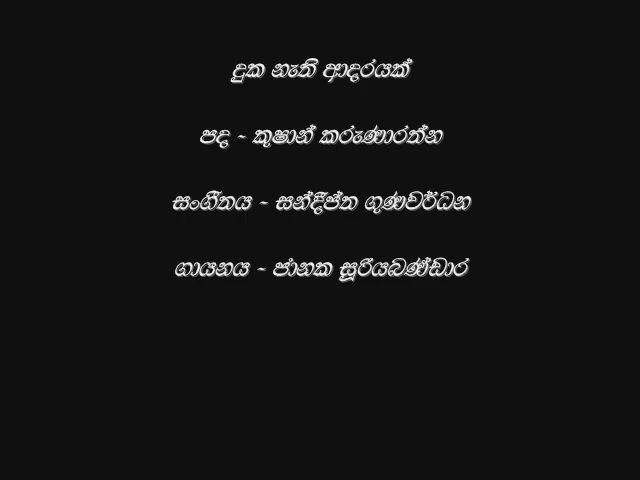 දුක නැති ආදරයක්
පද - කුෂාන් කරුණාරත්න
සංගීතය - සන්දීප්ත ගුණවර්ධන
ගායනය - ජානක සූරියබණ්ඩාර